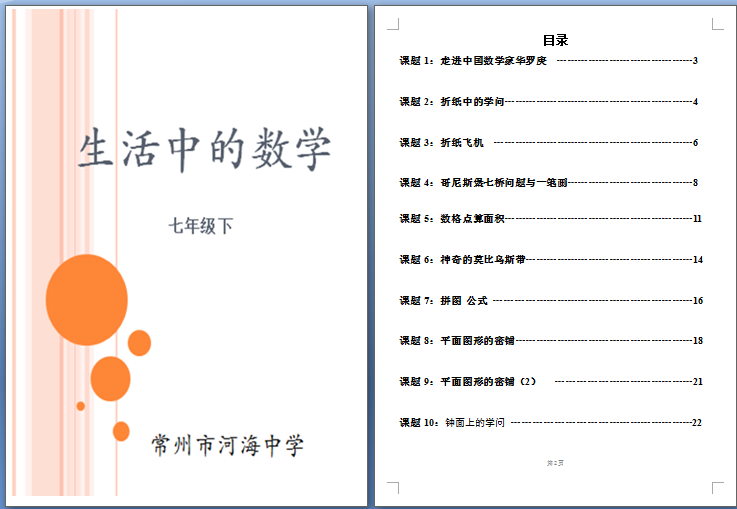 生活中的数学
七年级下
常州市河海中学
目录
课题 1：走进中国数学家华罗庚 ---------------------------------------3
课题 2：折纸中的学问------------------------------------------------------4
课题 3：折纸飞机 ---------------------------------------------------------6
课题 4：哥尼斯堡七桥问题与一笔画------------------------------------8
课题 5：数格点算面积------------------------------------------------------11
课题 6：神奇的莫比乌斯带------------------------------------------------14
课题 7：拼图 公式 ---------------------------------------------------------16
课题 8：平面图形的密铺---------------------------------------------------18
课题 9：平面图形的密铺（2） ----------------------------------------21
课题 10：钟面上的学问 ----------------------------------------------------22
第 2 页